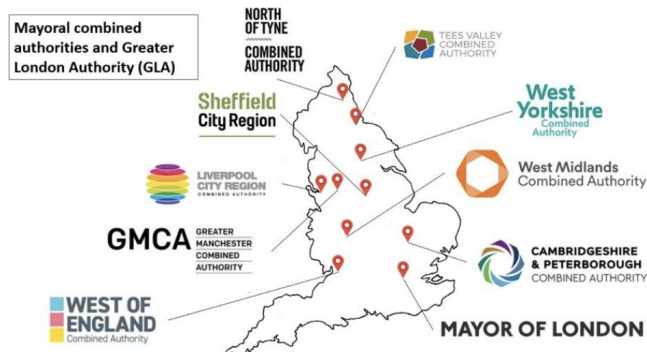 Mayoral combined
authorities and Greater
London Authority (GLA)
NORTH
OF TYNE
COMBINED
AUTHORITY
TEES VALLEY
COMBINED
AUTHORITY
Sheffield
City Region
West
Yorkshire
Combined
Authority
LIVERPOOL
CITY REGION
COMBINED AUTHORITY
West Midlands
Combined Authority
GMCA
GREATER
MANCHESTER
COMBINED
AUTHORITY
CAMBRIDGESHIRE
& PETERBOROUGH
COMBINED AUTHORITY
WEST OF
ENGLAND
Combined Authority
MAYOR OF LONDON